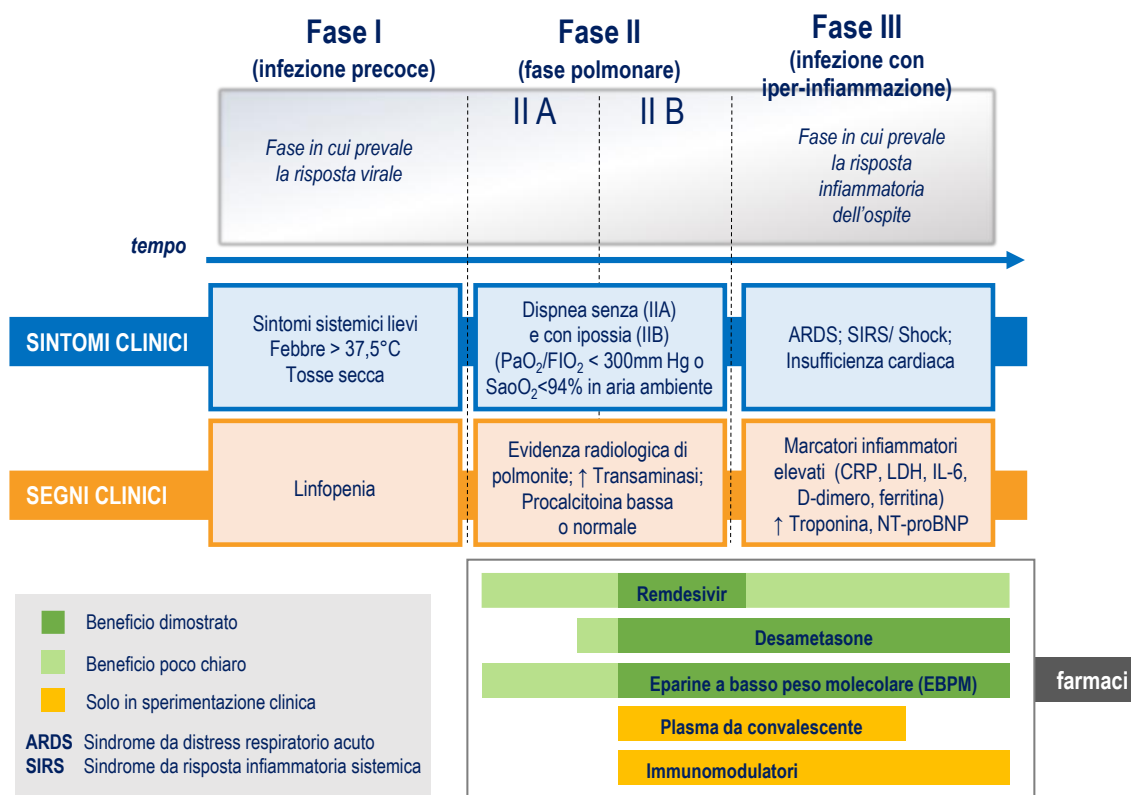 Fase I
(infezione precoce)
Fase II
(fase polmonare)
Fase III
(infezione con
iper-infiammazione)
II A
II B
Fase in cui prevale
la risposta virale
Fase in cui prevale
la risposta
infiammatoria
dell'ospite
tempo
SINTOMI CLINICI
Sintomi sistemici lievi
Febbre > 37,5°C
Tosse secca
Dispnea senza (IIA)
e con ipossia (IIB)
(PaO₂/FIO₂ < 300mm Hg o
SaoO₂<94% in aria ambiente
ARDS; SIRS/ Shock;
Insufficienza cardiaca
SEGNI CLINICI
Linfopenia
Evidenza radiologica di
polmonite; ↑ Transaminasi;
Procalcitoina bassa
o normale
Marcatori infiammatori
elevati (CRP, LDH, IL-6,
D-dimero, ferritina)
↑ Troponina, NT-proBNP
Beneficio dimostrato
Beneficio poco chiaro
Solo in sperimentazione clinica
ARDS Sindrome da distress respiratorio acuto
SIRS Sindrome da risposta infiammatoria sistemica
Remdesivir
Desametasone
Eparine a basso peso molecolare (EBPM)
Plasma da convalescente
Immunomodulatori
farmaci